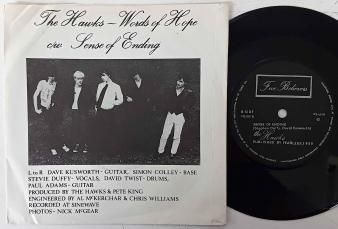 The Hawks - Words of Hope
c/w Sense of Ending
L to R DAVE KUSWORTH - GUITAR, SIMON COLLEY - BASE
STEVIE DUFFY - VOCALS, DAVID TWIST - DRUMS,
PAUL ADAMS - GUITAR
PRODUCED BY THE HAWKS & PETE KING
ENGINEERED BY AL McKERCHAR & CHRIS WILLIAMS
RECORDED AT SINEWAVE
PHOTOS - NICK McGEAR
Five Believers
B SIDE
SENSE OF ENDING
the Hawks